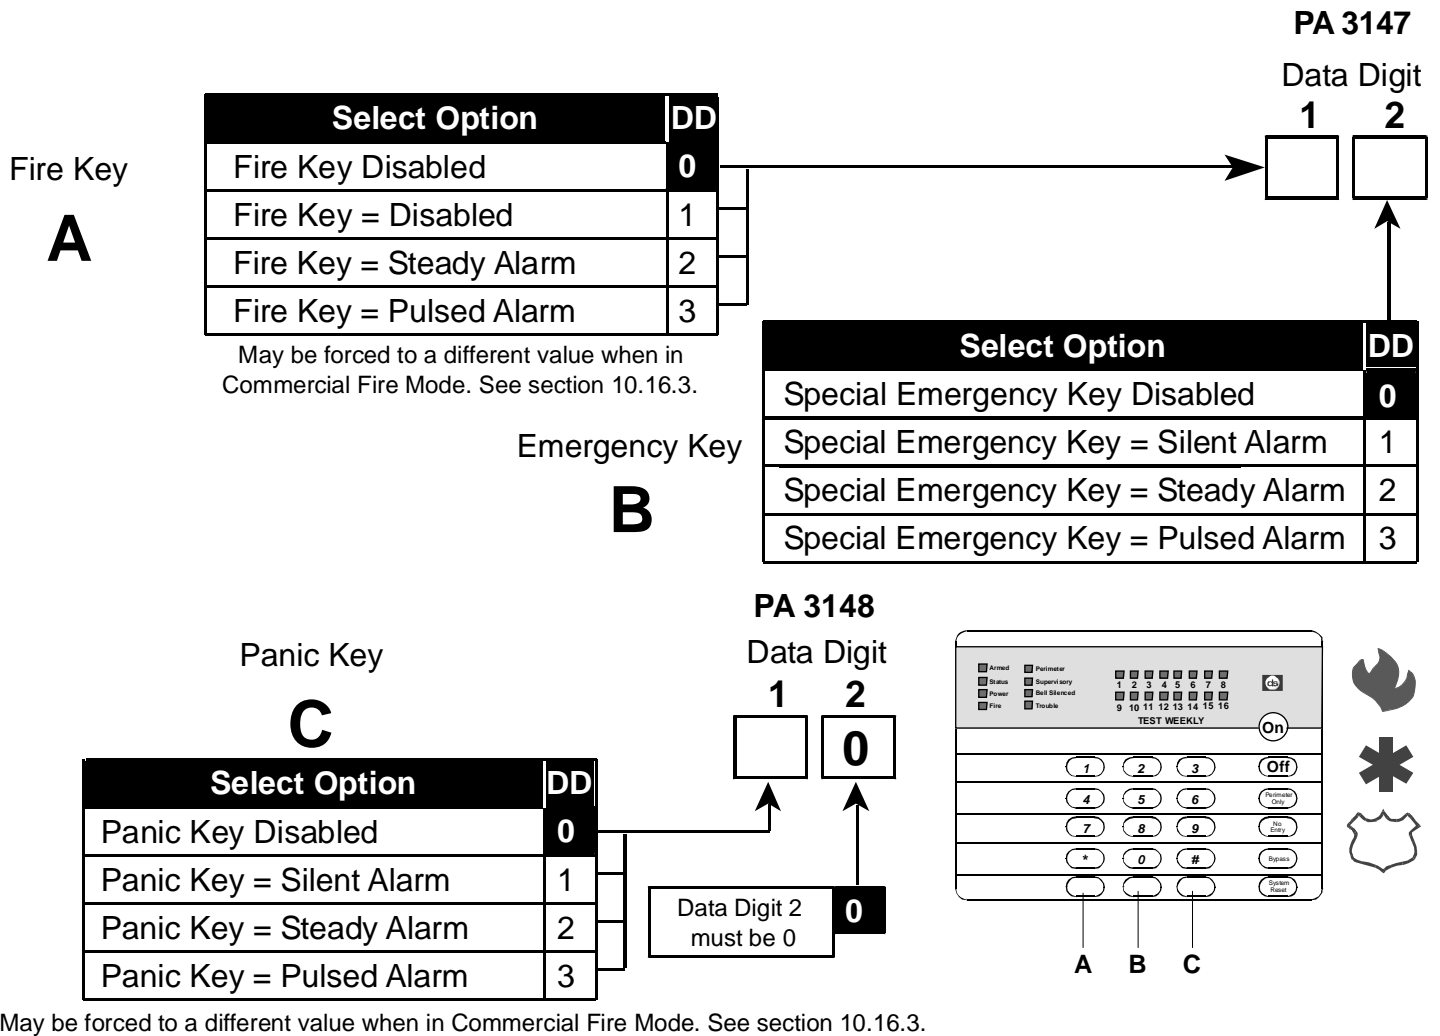 PA 3147
Data Digit
1 2
Select Option DD
Fire Key
A
Fire Key Disabled 0
Fire Key = Disabled 1
Fire Key = Steady Alarm 2
Fire Key = Pulsed Alarm 3
May be forced to a different value when in
Commercial Fire Mode. See section 10.16.3.
Select Option DD
Special Emergency Key Disabled 0
Emergency Key
B
Special Emergency Key = Silent Alarm 1
Special Emergency Key = Steady Alarm 2
Special Emergency Key = Pulsed Alarm 3
PA 3148
Data Digit
1 2
0
Panic Key
C
Select Option DD
Panic Key Disabled 0
Panic Key = Silent Alarm 1
Panic Key = Steady Alarm 2
Panic Key = Pulsed Alarm 3
Data Digit 2
must be 0
0
Armed Perimeter
Status Supervisory
Power Bell Silenced
Fire Trouble
1 2 3 4 5 6 7 8
9 10 11 12 13 14 15 16
TEST WEEKLY
ds
On
1 2 3 Off
4 5 6 Perimeter
Only
7 8 9 No
Entry
* 0 # Bypass
System
Reset
A B C
May be forced to a different value when in Commercial Fire Mode. See section 10.16.3.